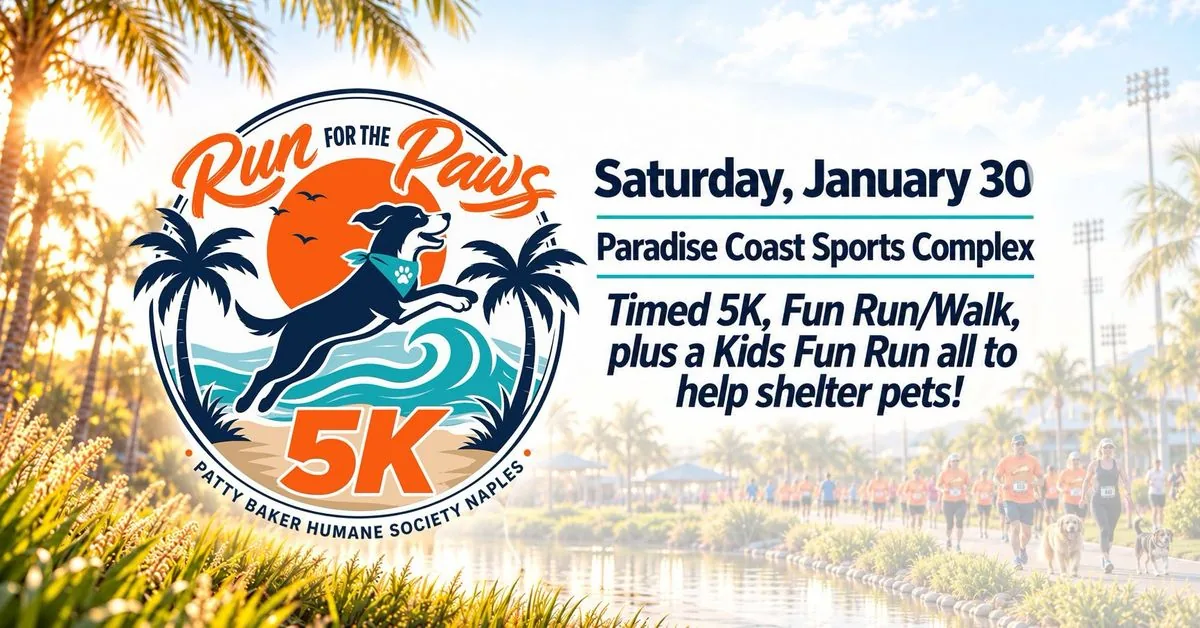 Run FOR THE Paws
5K
• PATTY BAKER HUMANE SOCIETY NAPLES •
Saturday, January 30
Paradise Coast Sports Complex
Timed 5K, Fun Run/Walk,
plus a Kids Fun Run all to
help shelter pets!